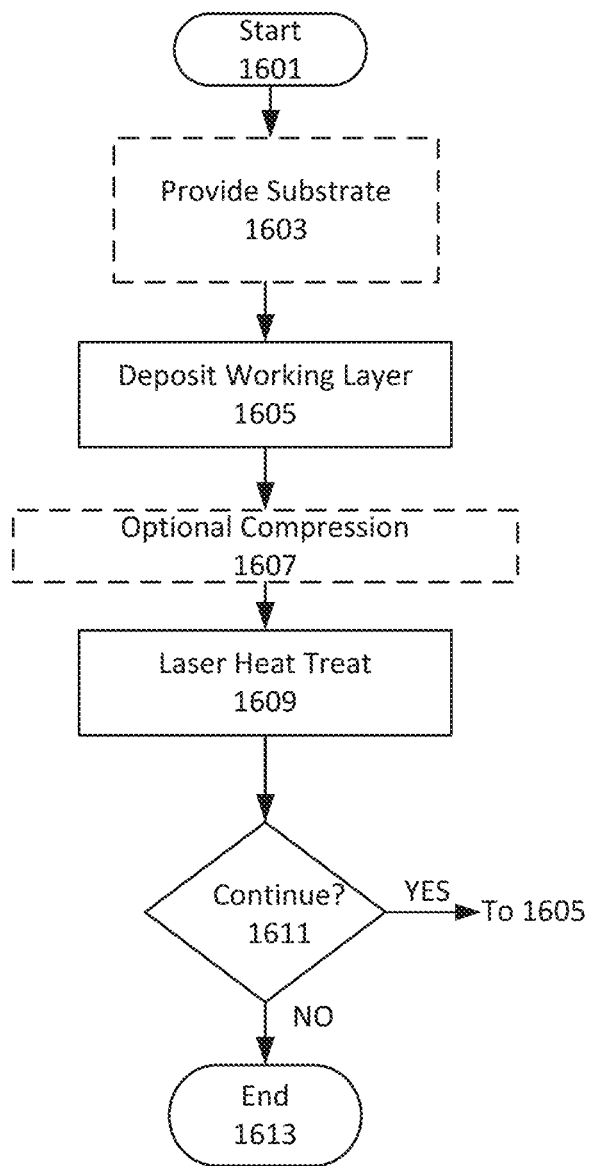 Start
1601
Provide Substrate
1603
Deposit Working Layer
1605
Optional Compression
1607
Laser Heat Treat
1609
Continue?
1611
YES
To 1605
NO
End
1613